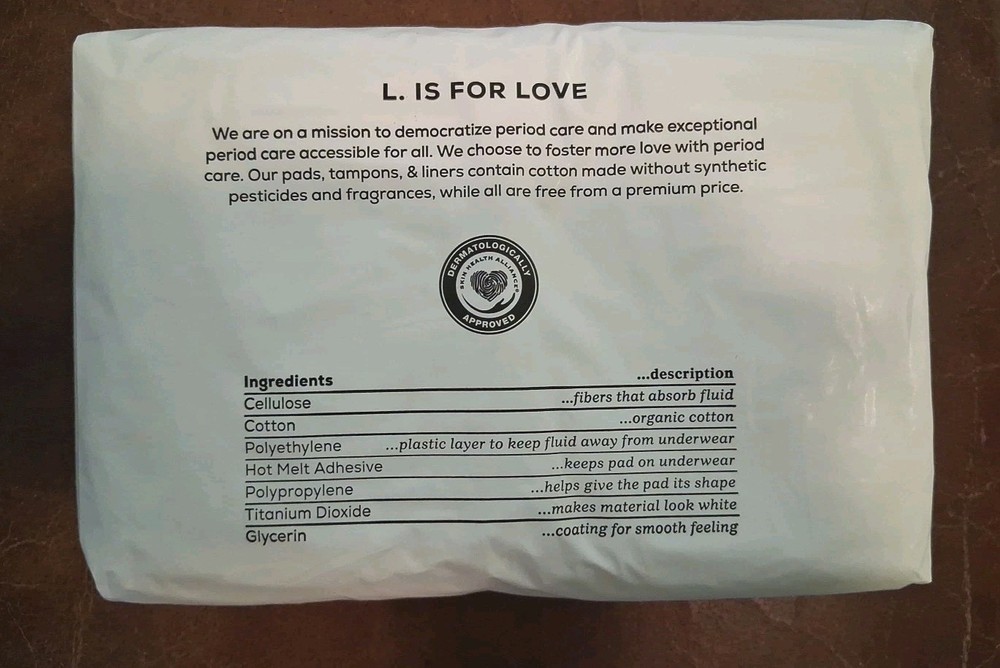 L. IS FOR LOVE
We are on a mission to democratize period care and make exceptional
period care accessible for all. We choose to foster more love with period
care. Our pads, tampons, & liners contain cotton made without synthetic
pesticides and fragrances, while all are free from a premium price.
DERMATOLOGICALLY
SKIN HEALTH ALLIANCE®
APPROVED
Ingredients ...description
Cellulose ...fibers that absorb fluid
Cotton ...organic cotton
Polyethylene ...plastic layer to keep fluid away from underwear
Hot Melt Adhesive ...keeps pad on underwear
Polypropylene ...helps give the pad its shape
Titanium Dioxide ...makes material look white
Glycerin ...coating for smooth feeling